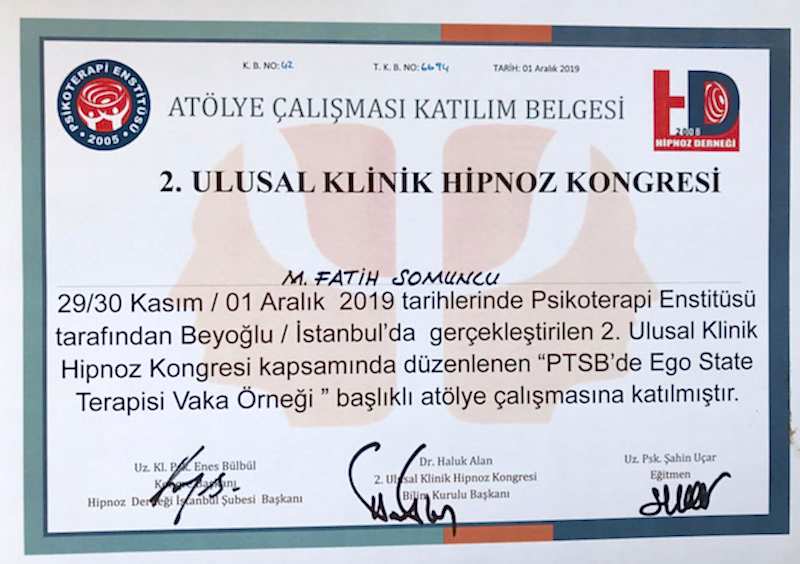 K. B. NO: 62
T. K. B. NO: 6694
TARİH: 01 Aralık 2019
PSİKOTERAPİ ENSTİTÜSÜ
• 2005 •
ATÖLYE ÇALIŞMASI KATILIM BELGESİ
HD
2008
HİPNOZ DERNEĞİ
2. ULUSAL KLİNİK HİPNOZ KONGRESİ
M. FATİH SOMUNCU
29/30 Kasım / 01 Aralık 2019 tarihlerinde Psikoterapi Enstitüsü
tarafından Beyoğlu / İstanbul'da gerçekleştirilen 2. Ulusal Klinik
Hipnoz Kongresi kapsamında düzenlenen “PTSB'de Ego State
Terapisi Vaka Örneği ” başlıklı atölye çalışmasına katılmıştır.
Uz. Kl. Psk. Enes Bülbül
Kongre Başkanı
Hipnoz Derneği İstanbul Şubesi Başkanı
Dr. Haluk Alan
2. Ulusal Klinik Hipnoz Kongresi
Bilim Kurulu Başkanı
Uz. Psk. Şahin Uçar
Eğitmen